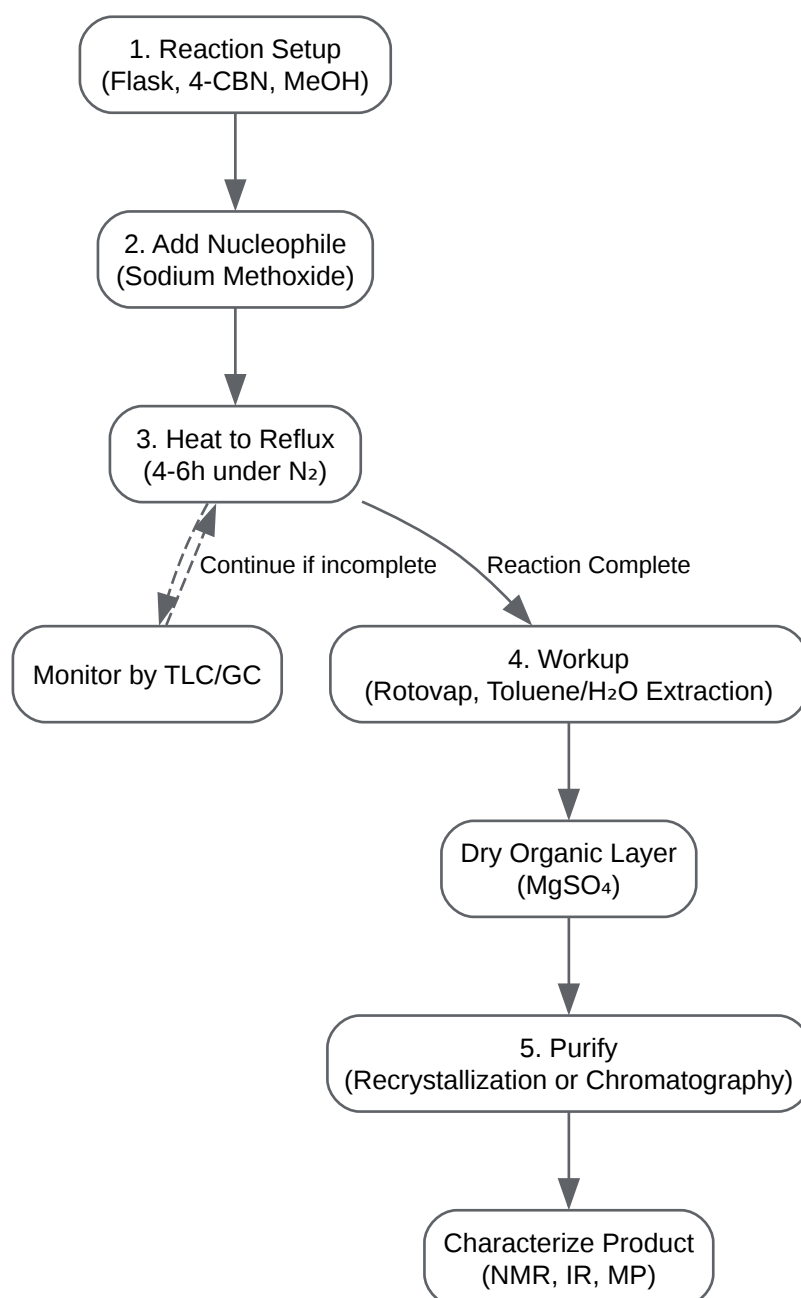 1. Reaction Setup
(Flask, 4-CBN, MeOH)
2. Add Nucleophile
(Sodium Methoxide)
3. Heat to Reflux
(4-6h under N₂)
Continue if incomplete
Reaction Complete
Monitor by TLC/GC
4. Workup
(Rotovap, Toluene/H₂O Extraction)
Dry Organic Layer
(MgSO₄)
5. Purify
(Recrystallization or Chromatography)
Characterize Product
(NMR, IR, MP)